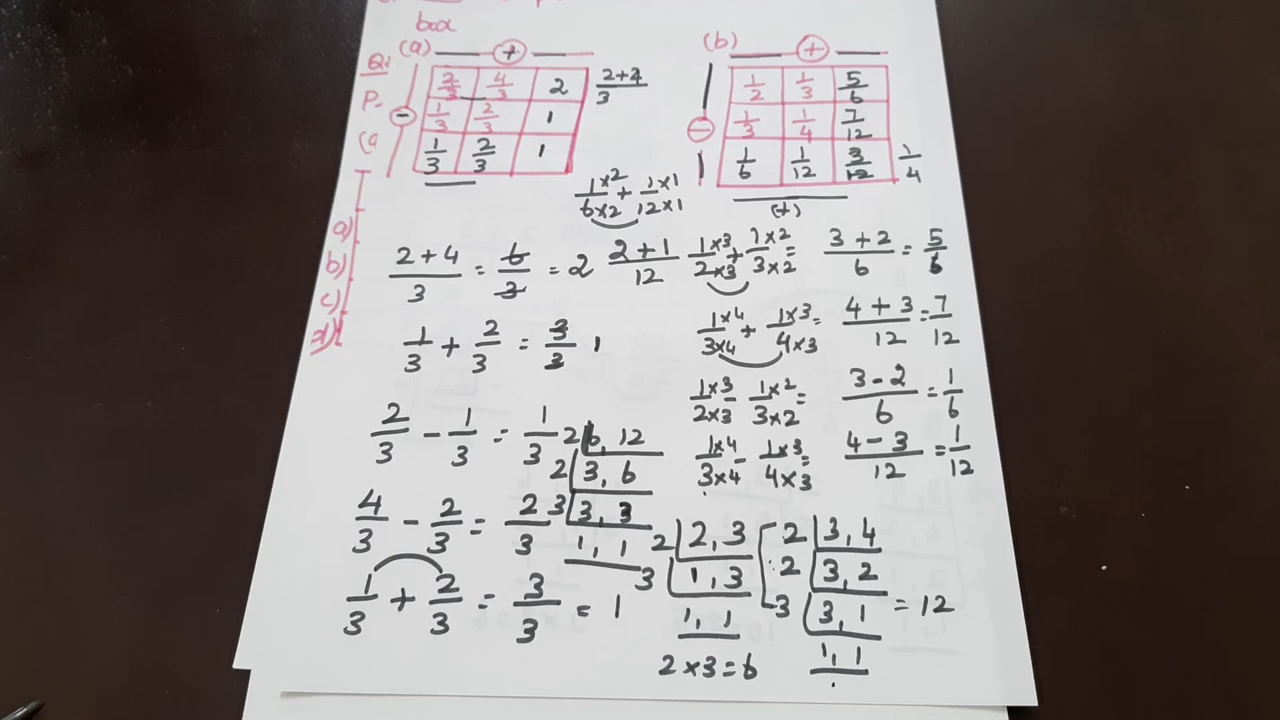 box
(a) + (b) +
Q:
P.
(a
a)
b)
c)
d)
−
2/3 4/3 2 (2+4)/3
1/3 2/3 1
1/3 2/3 1
−
1/2 1/3 5/6
1/3 1/4 7/12
1/6 1/12 3/12 1/4
(+)
1×2/6×2 + 1×1/12×1
(2+4)/3 = 6/3 = 2
(2+1)/12
1×3/2×3 + 1×2/3×2 = (3+2)/6 = 5/6
1/3 + 2/3 = 3/3 1
1×4/3×4 + 1×3/4×3 = (4+3)/12 = 7/12
2/3 − 1/3 = 1/3
1×3/2×3 − 1×2/3×2 = (3−2)/6 = 1/6
1×4/3×4 − 1×3/4×3 = (4−3)/12 = 1/12
4/3 − 2/3 = 2/3
1/3 + 2/3 = 3/3 = 1
2 6, 12
2 3, 6
3 3, 3
1, 1
2 2, 3
3 1, 3
1, 1
2×3=6
2 3, 4
2 3, 2
3 3, 1 = 12
1, 1